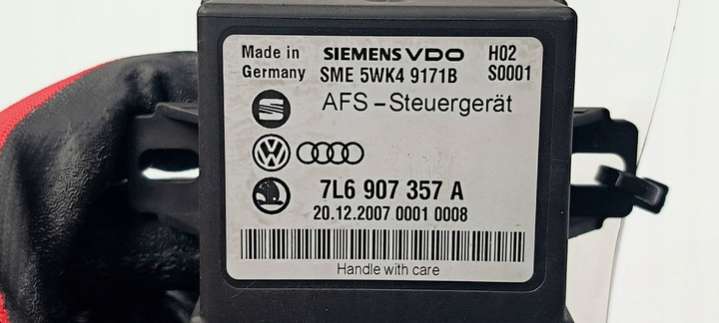 Made in Germany
SIEMENS VDO H02
SME 5WK4 9171B S0001
AFS-Steuergerät
7L6 907 357 A
20.12.2007 0001 0008
Handle with care